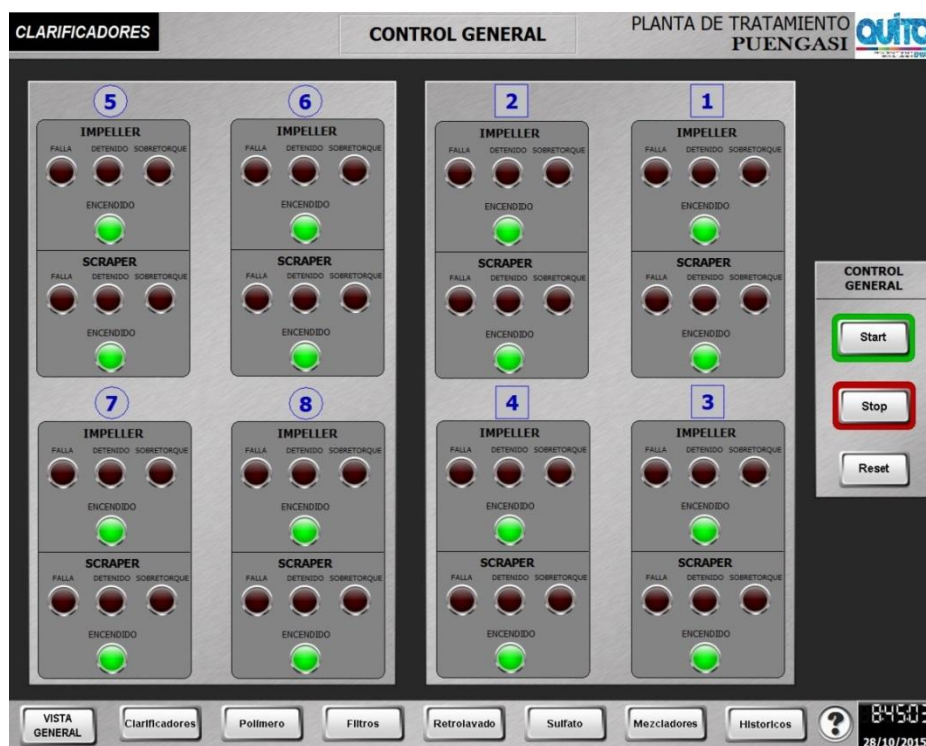 CLARIFICADORES
CONTROL GENERAL
PLANTA DE TRATAMIENTO
PUENGASI
QUITO
5
IMPELLER
FALLA DETENIDO SOBRETORQUE
ENCENDIDO
SCRAPER
FALLA DETENIDO SOBRETORQUE
ENCENDIDO
6
IMPELLER
FALLA DETENIDO SOBRETORQUE
ENCENDIDO
SCRAPER
FALLA DETENIDO SOBRETORQUE
ENCENDIDO
2
IMPELLER
FALLA DETENIDO SOBRETORQUE
ENCENDIDO
SCRAPER
FALLA DETENIDO SOBRETORQUE
ENCENDIDO
1
IMPELLER
FALLA DETENIDO SOBRETORQUE
ENCENDIDO
SCRAPER
FALLA DETENIDO SOBRETORQUE
ENCENDIDO
7
IMPELLER
FALLA DETENIDO SOBRETORQUE
ENCENDIDO
SCRAPER
FALLA DETENIDO SOBRETORQUE
ENCENDIDO
8
IMPELLER
FALLA DETENIDO SOBRETORQUE
ENCENDIDO
SCRAPER
FALLA DETENIDO SOBRETORQUE
ENCENDIDO
4
IMPELLER
FALLA DETENIDO SOBRETORQUE
ENCENDIDO
SCRAPER
FALLA DETENIDO SOBRETORQUE
ENCENDIDO
3
IMPELLER
FALLA DETENIDO SOBRETORQUE
ENCENDIDO
SCRAPER
FALLA DETENIDO SOBRETORQUE
ENCENDIDO
CONTROL
GENERAL
Start
Stop
Reset
VISTA
GENERAL
Clarificadores
Polimero
Filtros
Retrolavado
Sulfato
Mezcladores
Historicos
?
8:45:03
28/10/2015